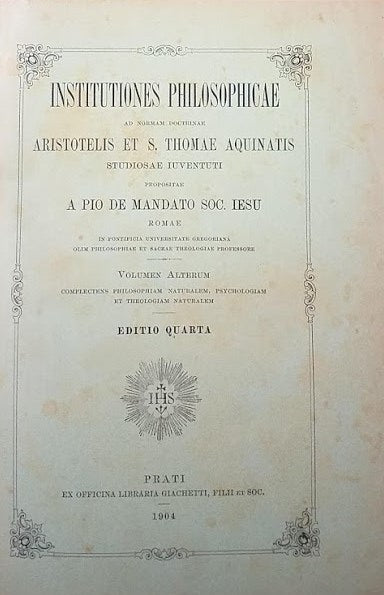 INSTITUTIONES PHILOSOPHICAE
AD NORMAM DOCTRINAE
ARISTOTELIS ET S. THOMAE AQUINATIS
STUDIOSAE IUVENTUTI
PROPOSITAE
A PIO DE MANDATO SOC. IESU
ROMAE
IN PONTIFICIA UNIVERSITATE GREGORIANA
OLIM PHILOSOPHIAE ET SACRAE THEOLOGIAE PROFESSORE
VOLUMEN ALTERUM
COMPLECTENS PHILOSOPHIAM NATURALEM, PSYCHOLOGIAM
ET THEOLOGIAM NATURALEM
EDITIO QUARTA
IHS
PRATI
EX OFFICINA LIBRARIA GIACHETTI, FILII ET SOC.
1904